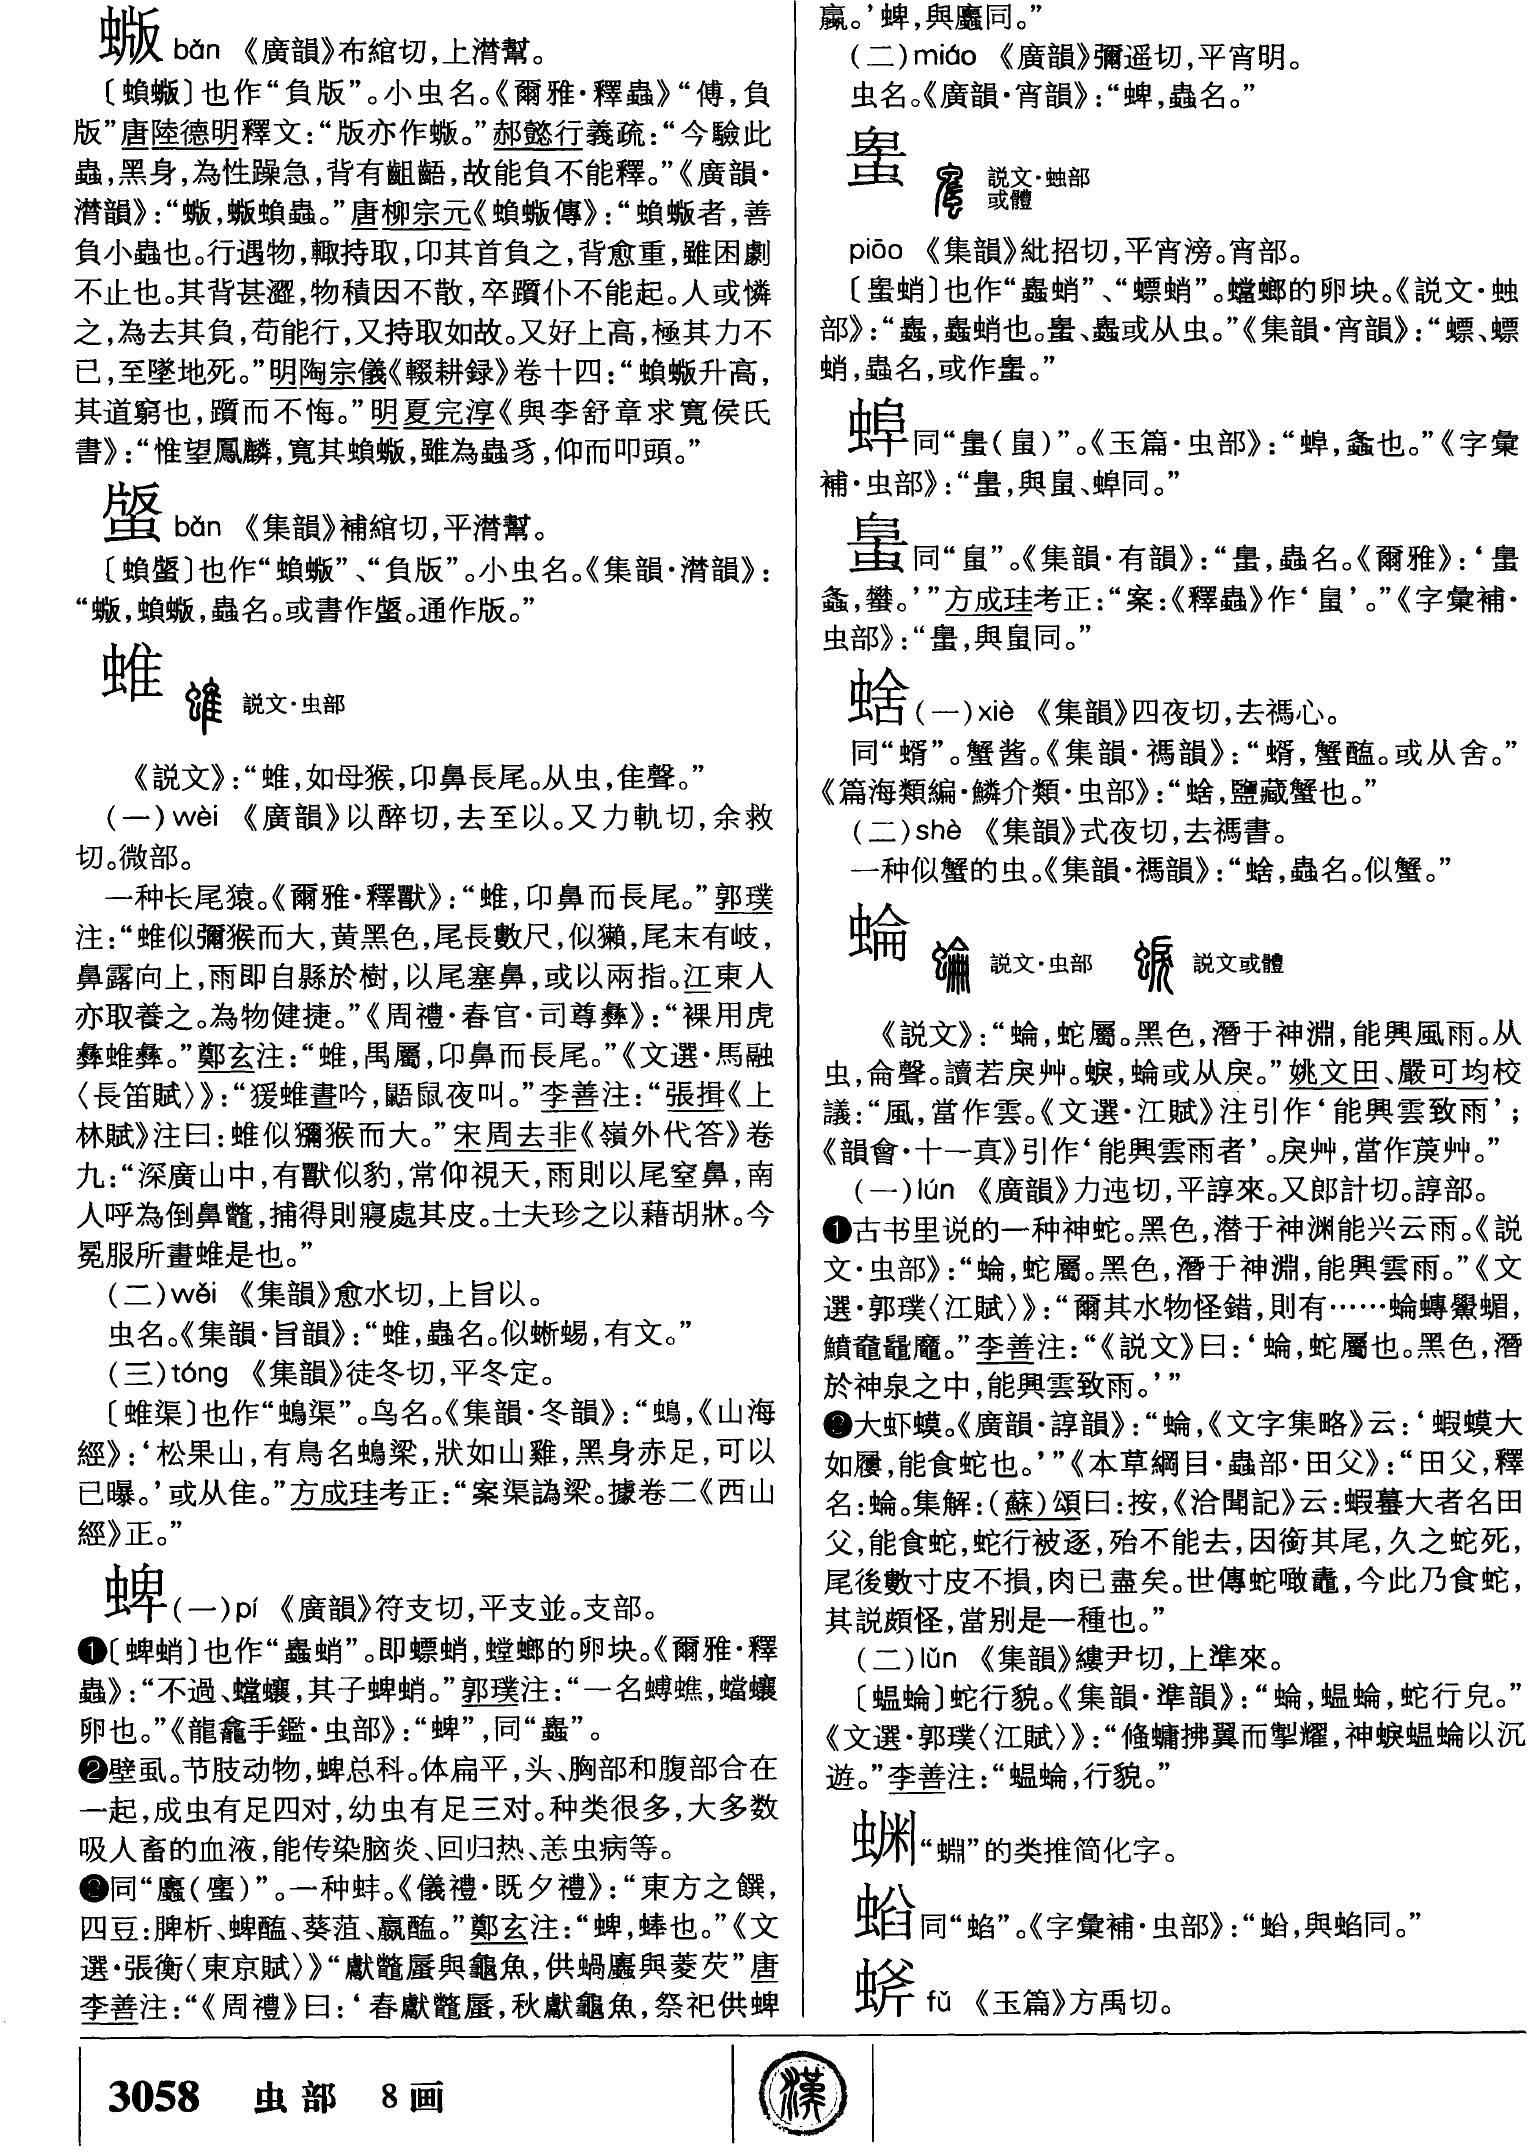 蝂 bǎn 《廣韻》布綰切，上潸幫。
〔蝜蝂〕也作“負版”。小虫名。《爾雅·釋蟲》“傅，負
版”唐陸德明釋文：“版亦作蝂。”郝懿行義疏：“今驗此
蟲，黑身，為性躁急，背有齟齬，故能負不能釋。”《廣韻·
潸韻》：“蝂，蝂蝜蟲。”唐柳宗元《蝜蝂傳》：“蝜蝂者，善
負小蟲也。行遇物，輒持取，卬其首負之，背愈重，雖困劇
不止也。其背甚澀，物積因不散，卒躓仆不能起。人或憐
之，為去其負，苟能行，又持取如故。又好上高，極其力不
已，至墜地死。”明陶宗儀《輟耕録》卷十四：“蝜蝂升高，
其道窮也，躓而不悔。”明夏完淳《與李舒章求寬侯氏
書》：“惟望鳳麟，寬其蝜蝂，雖為蟲豸，仰而叩頭。”
bǎn 《集韻》補綰切，平潸幫。
也作“蝜蝂”、“負版”。小虫名。《集韻·潸韻》：
“蝂，蝜蝂，蟲名。或書作。通作版。”
蜼 説文·虫部
《説文》：“蜼，如母猴，卬鼻長尾。从虫，隹聲。”
（一）wèi 《廣韻》以醉切，去至以。又力軌切，余救
切。微部。
一种长尾猿。《爾雅·釋獸》：“蜼，卬鼻而長尾。”郭璞
注：“蜼似獼猴而大，黄黑色，尾長數尺，似獺，尾末有岐，
鼻露向上，雨即自縣於樹，以尾塞鼻，或以兩指。江東人
亦取養之。為物健捷。”《周禮·春官·司尊彝》：“祼用虎
彝蜼彝。”鄭玄注：“蜼，禺屬，卬鼻而長尾。”《文選·馬融
〈長笛賦〉》：“猨蜼晝吟，鼯鼠夜叫。”李善注：“張揖《上
林賦》注曰：蜼似獼猴而大。”宋周去非《嶺外代答》卷
九：“深廣山中，有獸似豹，常仰視天，雨則以尾窒鼻，南
人呼為倒鼻鼈，捕得則寢處其皮。士夫珍之以藉胡牀。今
冕服所畫蜼是也。”
（二）wěi 《集韻》愈水切，上旨以。
虫名。《集韻·旨韻》：“蜼，蟲名。似蜥蜴，有文。”
（三）tóng 《集韻》徒冬切，平冬定。
〔蜼渠〕也作“螐渠”。鸟名。《集韻·冬韻》：“螐，《山海
經》：‘松果山，有鳥名螐梁，狀如山雞，黑身赤足，可以
已曝。’或从隹。”方成珪考正：“案渠譌梁。據卷二《西山
經》正。”
蜱（一）pí 《廣韻》符支切，平支並。支部。
❶〔蜱蛸〕也作“蠭蛸”。即螵蛸，螳螂的卵块。《爾雅·釋
蟲》：“不過、蟷蠰，其子蜱蛸。”郭璞注：“一名䗚蟭，蟷蠰
卵也。”《龍龕手鑑·虫部》：“蜱”，同“蠯”。
❷壁虱。节肢动物，蜱总科。体扁平，头、胸部和腹部合在
一起，成虫有足四对，幼虫有足三对。种类很多，大多数
吸人畜的血液，能传染脑炎、回归热、恙虫病等。
❸同“蠯(螷)”。一种蚌。《儀禮·既夕禮》：“東方之饌，
四豆：脾析、蜱醢、葵菹、蠃醢。”鄭玄注：“蜱，蜯也。”《文
選·張衡〈東京賦〉》“獻鼈蜃與龜魚，供蝸蠯與菱芡”唐
李善注：“《周禮》曰：‘春獻鼈蜃，秋獻龜魚，祭祀供蜱
蠃。’蜱，與蠯同。”
（二）miáo 《廣韻》彌遥切，平宵明。
虫名。《廣韻·宵韻》：“蜱，蟲名。”
説文·䖵部
或體
piāo 《集韻》紕招切，平宵滂。宵部。
也作“蛸”、“螵蛸”。蟷螂的卵块。《説文·䖵
部》：“蛸也。或从虫。”《集韻·宵韻》：“螵、螵
蛸，蟲名，或作。”
同“”。《玉篇·虫部》：“，螽也。”《字彙
補·虫部》：“，與、同。”
同“”。《集韻·有韻》：“，蟲名。《爾雅》：‘
螽，蠜。’”方成珪考正：“案：《釋蟲》作‘’。”《字彙補·
虫部》：“，與同。”
（一）xiè 《集韻》四夜切，去禡心。
同“蝑”。蟹酱。《集韻·禡韻》：“蝑，蟹醢。或从舍。”
《篇海類編·鱗介類·虫部》：“，鹽藏蟹也。”
（二）shè 《集韻》式夜切，去禡書。
一种似蟹的虫。《集韻·禡韻》：“，蟲名。似蟹。”
蜦 説文·虫部 説文或體
《説文》：“蜦，蛇屬。黑色，潛于神淵，能興風雨。从
虫，侖聲。讀若戾艸。蜧，蜦或从戾。”姚文田、嚴可均校
議：“風，當作雲。《文選·江賦》注引作‘能興雲致雨’；
《韻會·十一真》引作‘能興雲雨者’。戾艸，當作䓞艸。”
（一）lún 《廣韻》力迍切，平諄來。又郎計切。諄部。
❶古书里说的一种神蛇。黑色，潜于神渊能兴云雨。《説
文·虫部》：“蜦，蛇屬。黑色，潛于神淵，能興雲雨。”《文
選·郭璞〈江賦〉》：“爾其水物怪錯，則有……蜦䗪鱟蝞，
鱝鼋鼊。”李善注：“《説文》曰：‘蜦，蛇屬也。黑色，潛
於神泉之中，能興雲致雨。’”
❷大虾蟆。《廣韻·諄韻》：“蜦，《文字集略》云：‘蝦蟆大
如屨，能食蛇也。’”《本草綱目·蟲部·田父》：“田父，釋
名：蜦。集解：（蘇）頌曰：按，《洽聞記》云：蝦蟇大者名田
父，能食蛇，蛇行被逐，殆不能去，因銜其尾，久之蛇死，
尾後數寸皮不損，肉已盡矣。世傳蛇噉鼃，今此乃食蛇，
其説頗怪，當别是一種也。”
（二）lǔn 《集韻》縷尹切，上準來。
〔蝹蜦〕蛇行貌。《集韻·準韻》：“蜦，蝹蜦，蛇行皃。”
《文選·郭璞〈江賦〉》：“鯈䗤拂翼而掣耀，神蜧蝹蜦以沉
遊。”李善注：“蝹蜦，行貌。”
“蜵”的类推简化字。
同“蜭”。《字彙補·虫部》：“，與蜭同。”
fǔ 《玉篇》方禹切。
3058 虫部 8画
漢